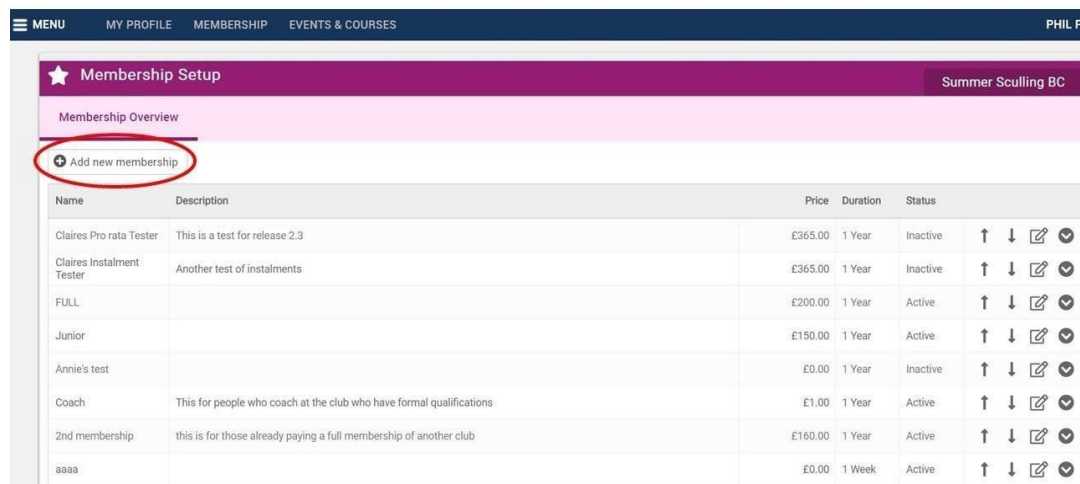 MENU MY PROFILE MEMBERSHIP EVENTS & COURSES PHIL
Membership Setup
Summer Sculling BC
Membership Overview
Add new membership
Name Description Price Duration Status
Claires Pro rata Tester This is a test for release 2.3 £365.00 1 Year Inactive
Claires Instalment
Tester Another test of instalments £365.00 1 Year Inactive
FULL £200.00 1 Year Active
Junior £150.00 1 Year Active
Annie's test £0.00 1 Year Inactive
Coach This for people who coach at the club who have formal qualifications £1.00 1 Year Active
2nd membership this is for those already paying a full membership of another club £160.00 1 Year Active
aaaa £0.00 1 Week Active